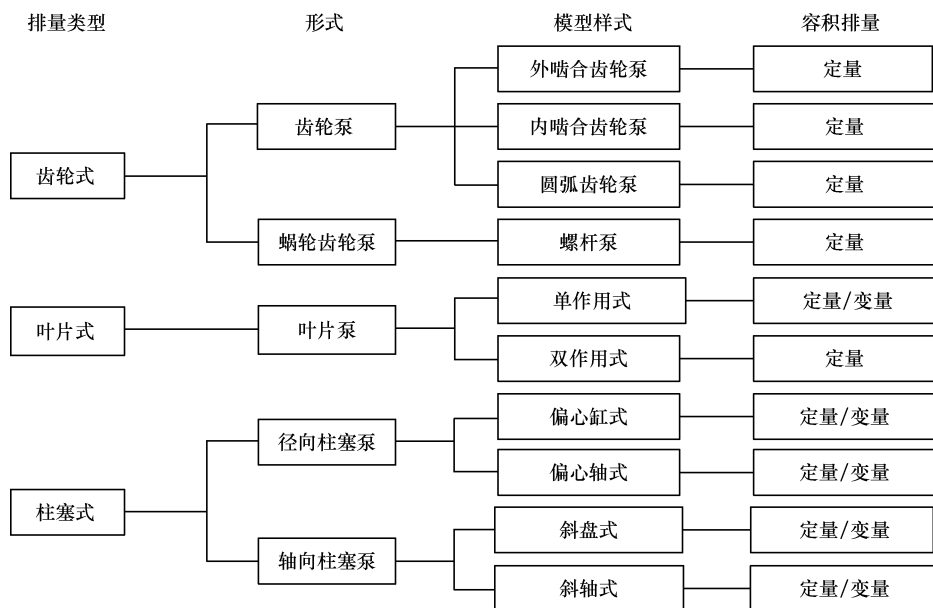 排量类型 形式 模型样式 容积排量
外啮合齿轮泵 定量
齿轮泵 内啮合齿轮泵 定量
齿轮式 圆弧齿轮泵 定量
蜗轮齿轮泵 螺杆泵 定量
单作用式 定量/变量
叶片式 叶片泵
双作用式 定量
偏心缸式 定量/变量
径向柱塞泵
偏心轴式 定量/变量
柱塞式 斜盘式 定量/变量
轴向柱塞泵
斜轴式 定量/变量